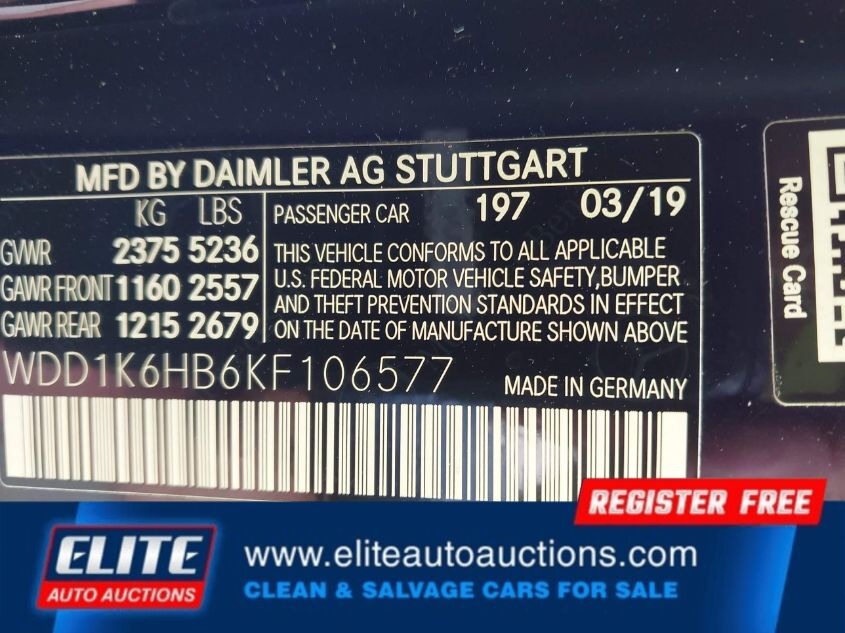 MFD BY DAIMLER AG STUTTGART
KG LBS
GVWR 2375 5236
GAWR FRONT 1160 2557
GAWR REAR 1215 2679
PASSENGER CAR 197 03/19
THIS VEHICLE CONFORMS TO ALL APPLICABLE
U.S. FEDERAL MOTOR VEHICLE SAFETY,BUMPER
AND THEFT PREVENTION STANDARDS IN EFFECT
ON THE DATE OF MANUFACTURE SHOWN ABOVE
WDD1K6HB6KF106577 MADE IN GERMANY
Rescue Card
REGISTER FREE
ELITE
AUTO AUCTIONS
www.eliteautoauctions.com
CLEAN & SALVAGE CARS FOR SALE